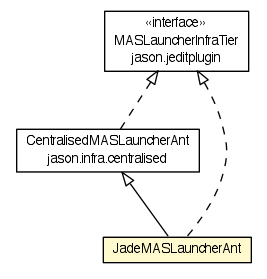 «interface»
MASLauncherInfraTier
jason.jeditplugin
CentralisedMASLauncherAnt
jason.infra.centralised
JadeMASLauncherAnt